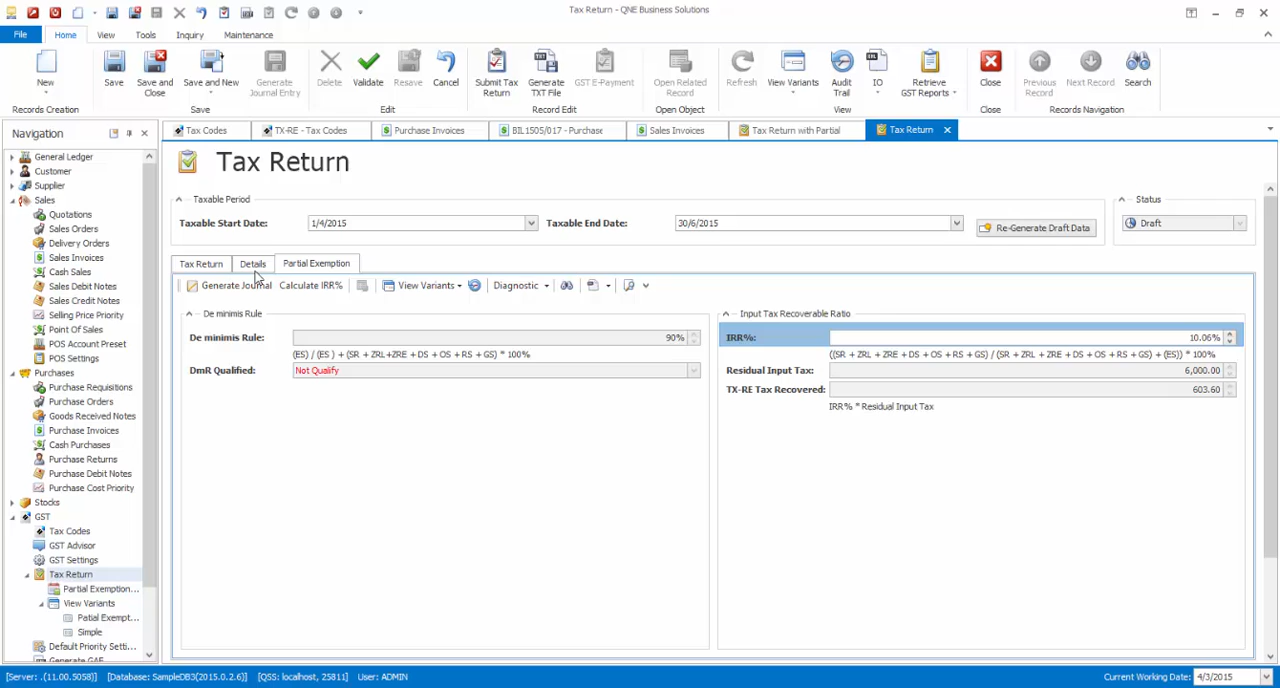 Tax Return - QNE Business Solutions
File Home View Tools Inquiry Maintenance
New Save Save and Close Save and New Generate Journal Entry Delete Validate Resave Cancel Submit Tax Return Generate TXT File GST E-Payment Open Related Record Refresh View Variants Audit Trail IO Retrieve GST Reports Close Previous Record Next Record Search
Records Creation Save Edit Record Edit Open Object View Close Records Navigation
Navigation
General Ledger
Customer
Supplier
Sales
Quotations
Sales Orders
Delivery Orders
Sales Invoices
Cash Sales
Sales Debit Notes
Sales Credit Notes
Selling Price Priority
Point Of Sales
POS Account Preset
POS Settings
Purchases
Purchase Requisitions
Purchase Orders
Goods Received Notes
Purchase Invoices
Cash Purchases
Purchase Returns
Purchase Debit Notes
Purchase Cost Priority
Stocks
GST
Tax Codes
GST Advisor
GST Settings
Tax Return
Partial Exemption...
View Variants
Patial Exempt...
Simple
Default Priority Setti...
Generate GAF
Tax Codes TX-RE - Tax Codes Purchase Invoices BIL1505/017 - Purchase Sales Invoices Tax Return with Partial Tax Return
Tax Return
Taxable Period
Taxable Start Date: 1/4/2015 Taxable End Date: 30/6/2015 Re-Generate Draft Data
Status
Draft
Tax Return Details Partial Exemption
Generate Journal Calculate IRR% View Variants Diagnostic
De minimis Rule
De minimis Rule: 90%
(ES) / (ES ) + (SR + ZRL +ZRE + DS + OS + RS + GS) * 100%
DmR Qualified: Not Qualify
Input Tax Recoverable Ratio
IRR%: 10.06%
((SR + ZRL + ZRE + DS + OS + RS + GS) / (SR + ZRL + ZRE + DS + OS + RS + GS) + (ES)) * 100%
Residual Input Tax: 6,000.00
TX-RE Tax Recovered: 603.60
IRR% * Residual Input Tax
[Server: .(11.00.5058)] [Database: SampleDB3(2015.0.2.6)] [QSS: localhost, 25811] User: ADMIN Current Working Date: 4/3/2015